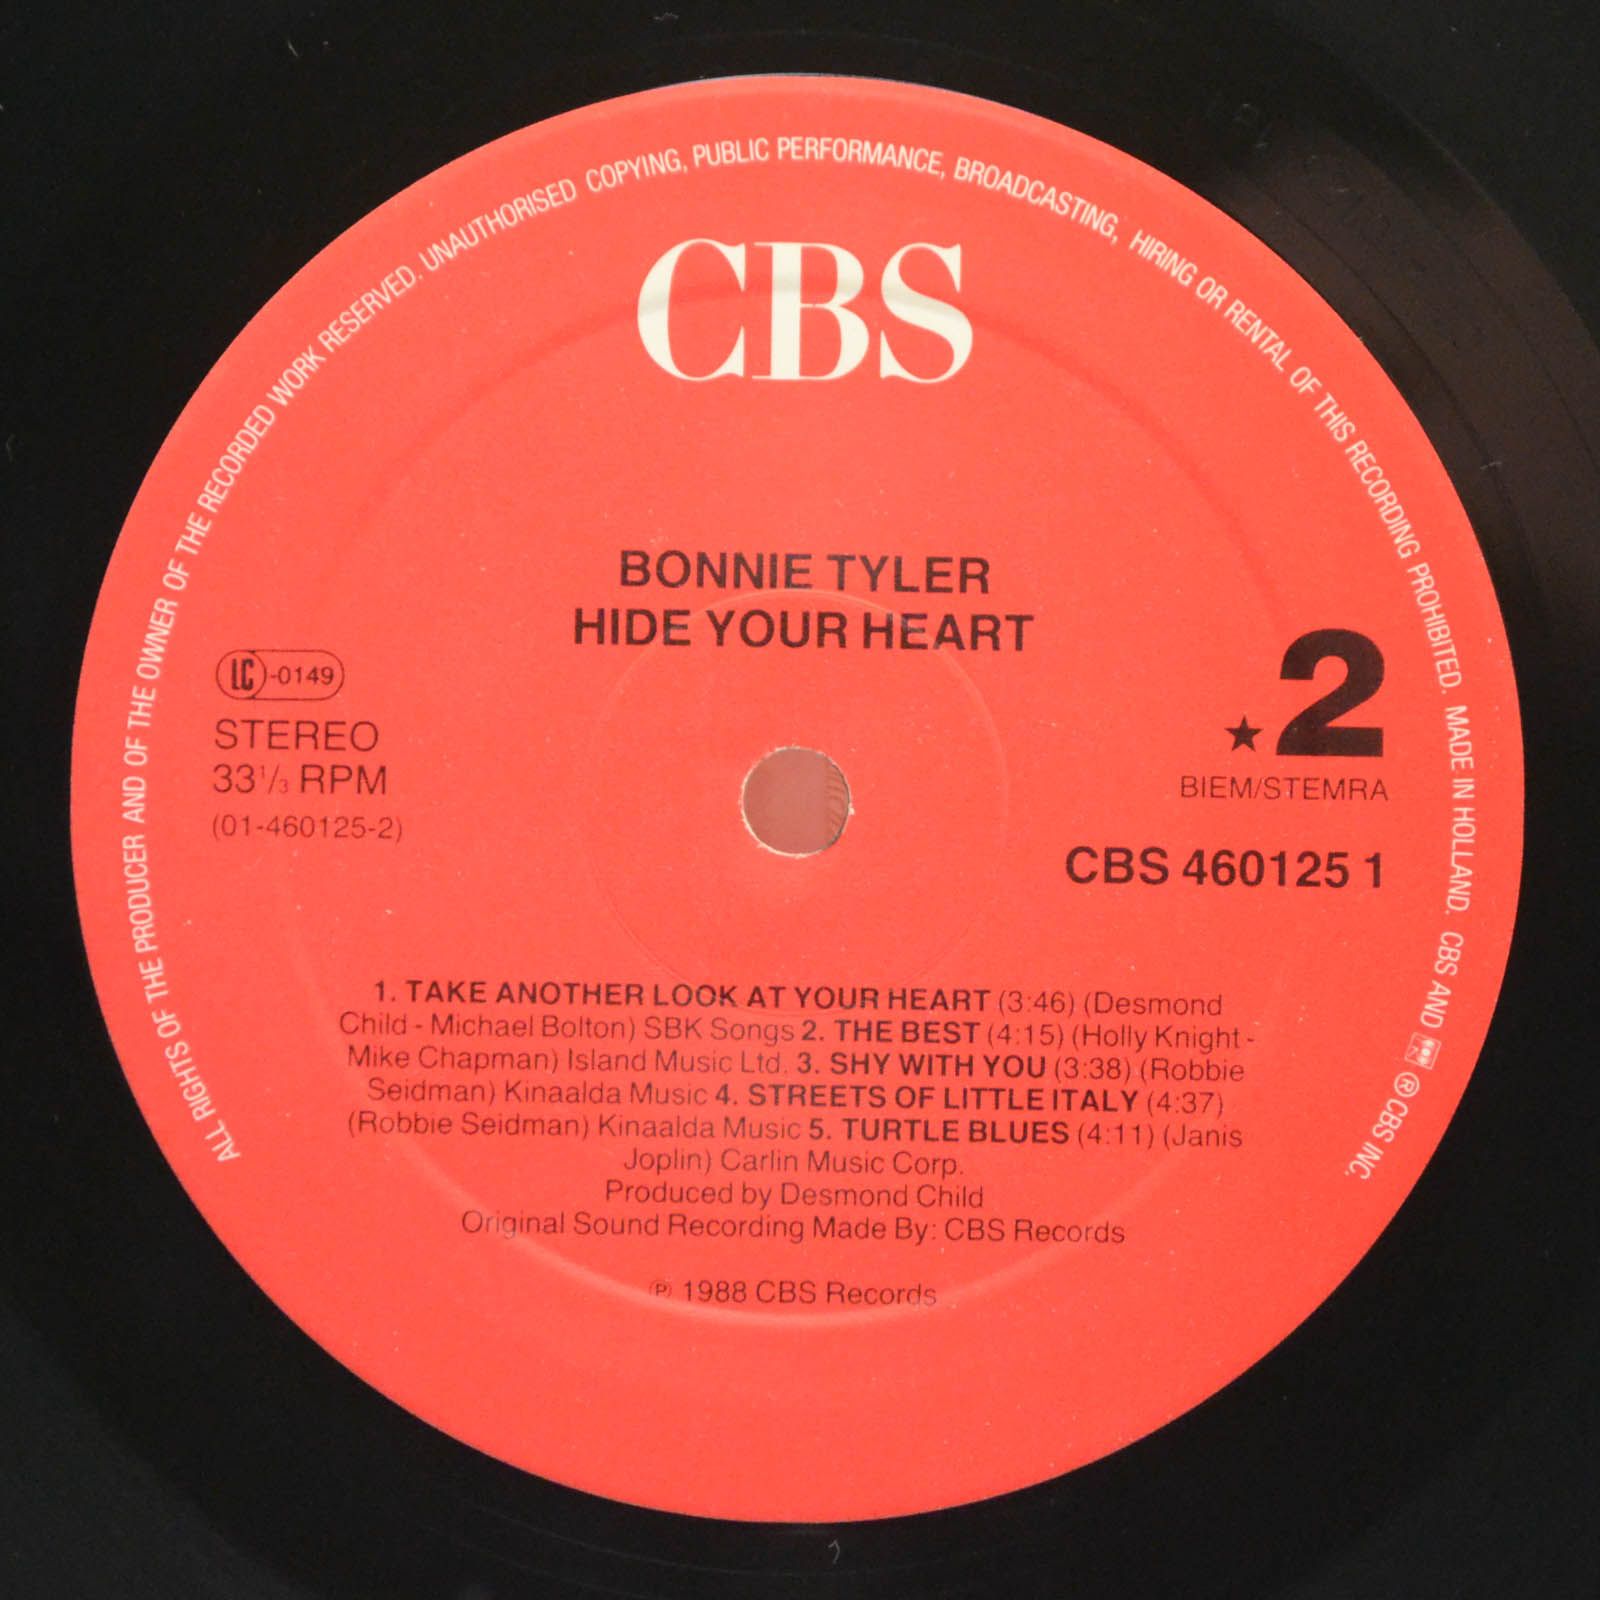 ALL RIGHTS OF THE PRODUCER AND OF THE OWNER OF THE RECORDED WORK RESERVED. UNAUTHORISED COPYING, PUBLIC PERFORMANCE, BROADCASTING, HIRING OR RENTAL OF THIS RECORDING PROHIBITED. MADE IN HOLLAND. CBS AND ® CBS INC.
CBS
BONNIE TYLER
HIDE YOUR HEART
LC-0149
STEREO
33 1/3 RPM
(01-460125-2)
★2
BIEM/STEMRA
CBS 460125 1
1. TAKE ANOTHER LOOK AT YOUR HEART (3:46) (Desmond
Child - Michael Bolton) SBK Songs 2. THE BEST (4:15) (Holly Knight -
Mike Chapman) Island Music Ltd. 3. SHY WITH YOU (3:38) (Robbie
Seidman) Kinaalda Music 4. STREETS OF LITTLE ITALY (4:37)
(Robbie Seidman) Kinaalda Music 5. TURTLE BLUES (4:11) (Janis
Joplin) Carlin Music Corp.
Produced by Desmond Child
Original Sound Recording Made By: CBS Records
℗ 1988 CBS Records